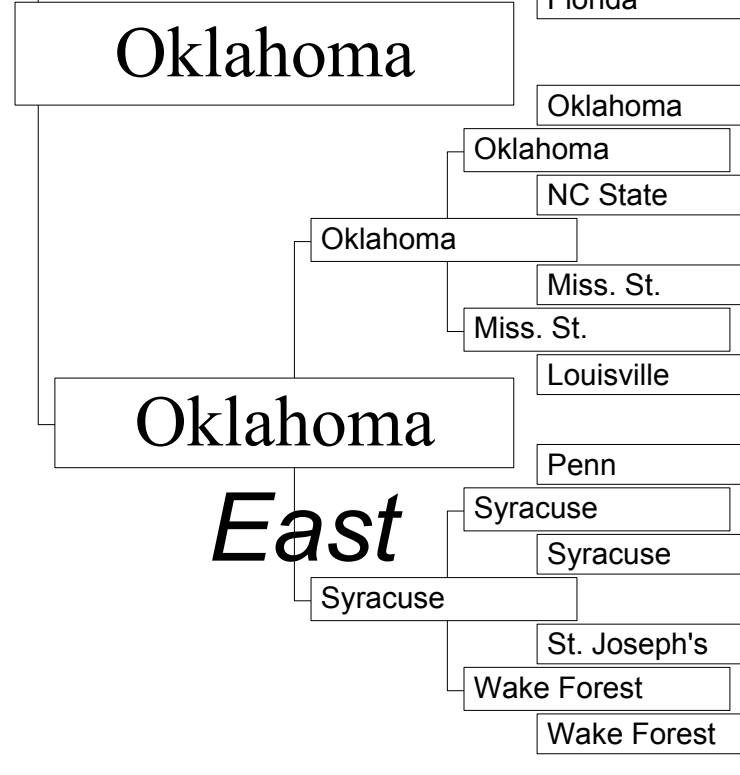 Florida
Oklahoma
Oklahoma
Oklahoma
NC State
Oklahoma
Miss. St.
Miss. St.
Louisville
Oklahoma
Penn
East
Syracuse
Syracuse
Syracuse
St. Joseph's
Wake Forest
Wake Forest